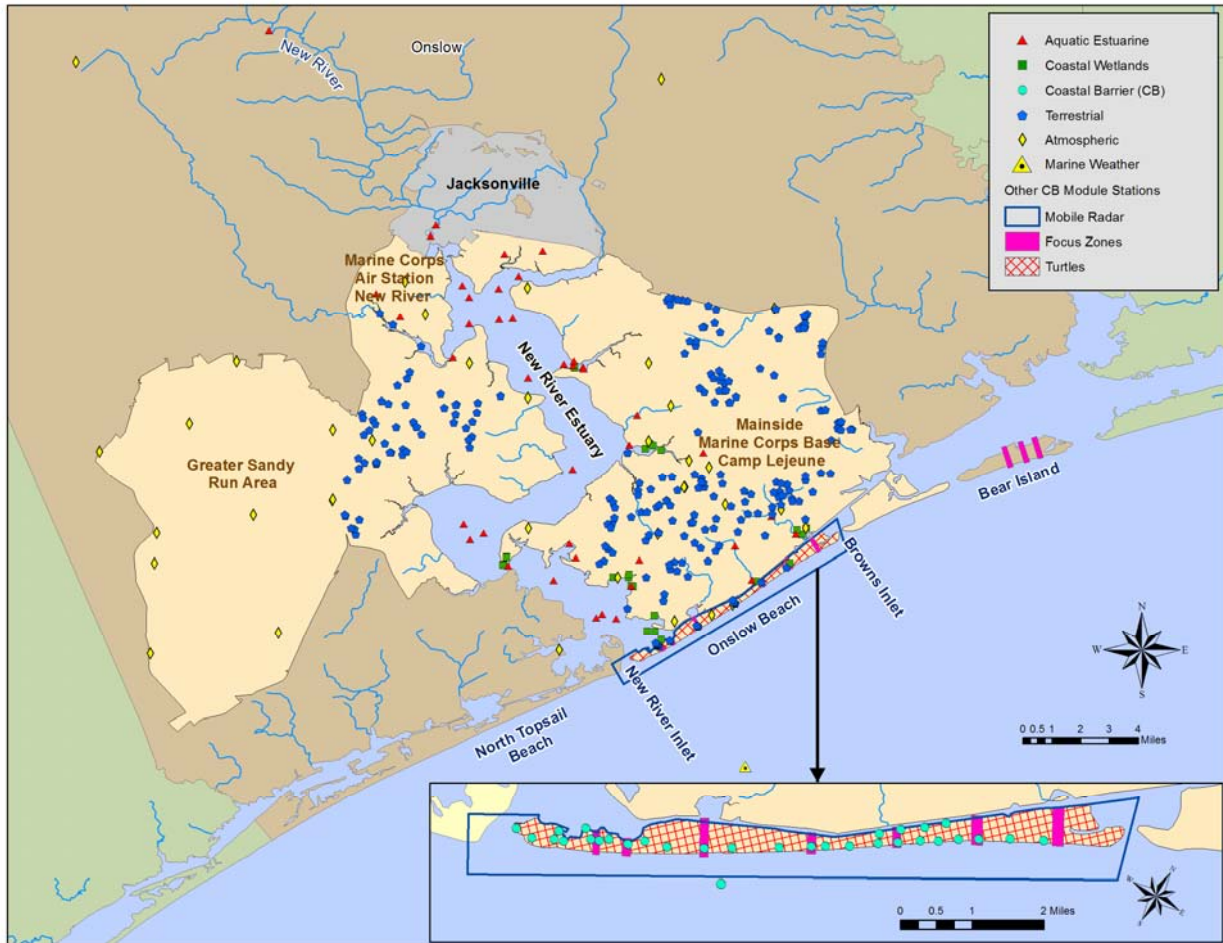 New River
Onslow
Jacksonville
Marine Corps
Air Station
New River
New River Estuary
Greater Sandy
Run Area
Mainside
Marine Corps Base
Camp Lejeune
Bear Island
Browns Inlet
Onslow Beach
New River Inlet
North Topsail
Beach
Aquatic Estuarine
Coastal Wetlands
Coastal Barrier (CB)
Terrestrial
Atmospheric
Marine Weather
Other CB Module Stations
Mobile Radar
Focus Zones
Turtles
N
W E
S
0 0.5 1 2 3 4
Miles
N
W E
S
0 0.5 1 2 Miles